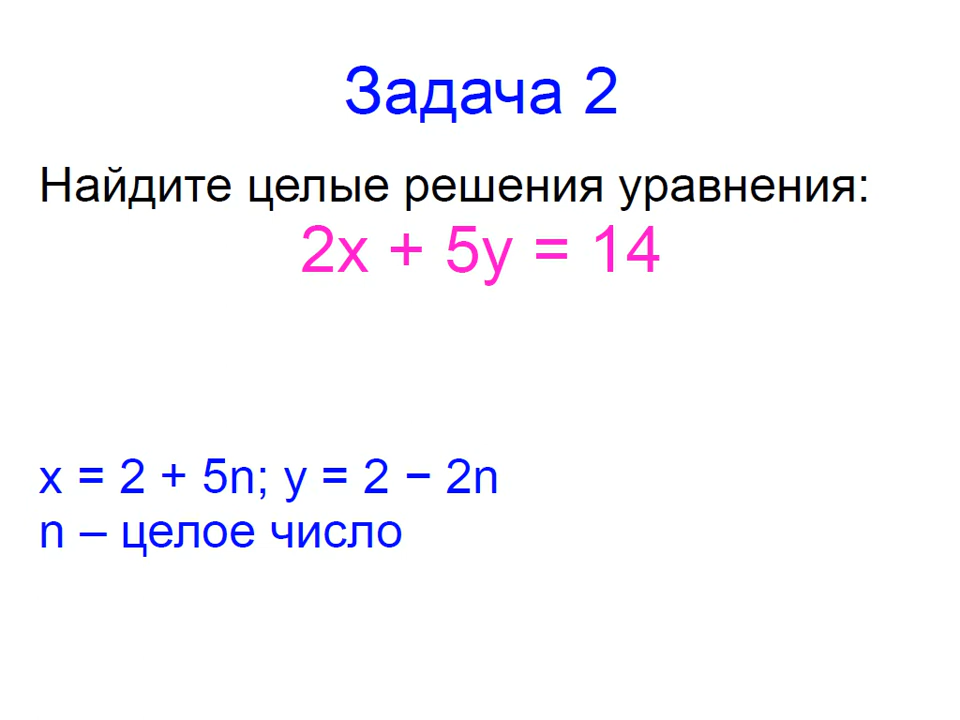 Задача 2
Найдите целые решения уравнения:
2x + 5y = 14
x = 2 + 5n; y = 2 − 2n
n – целое число